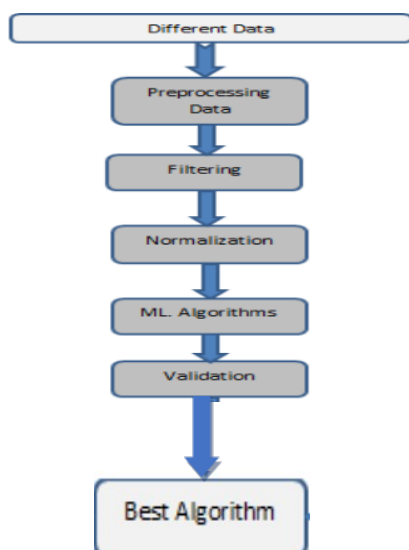 Different Data
Preprocessing
Data
Filtering
Normalization
ML. Algorithms
Validation
Best Algorithm